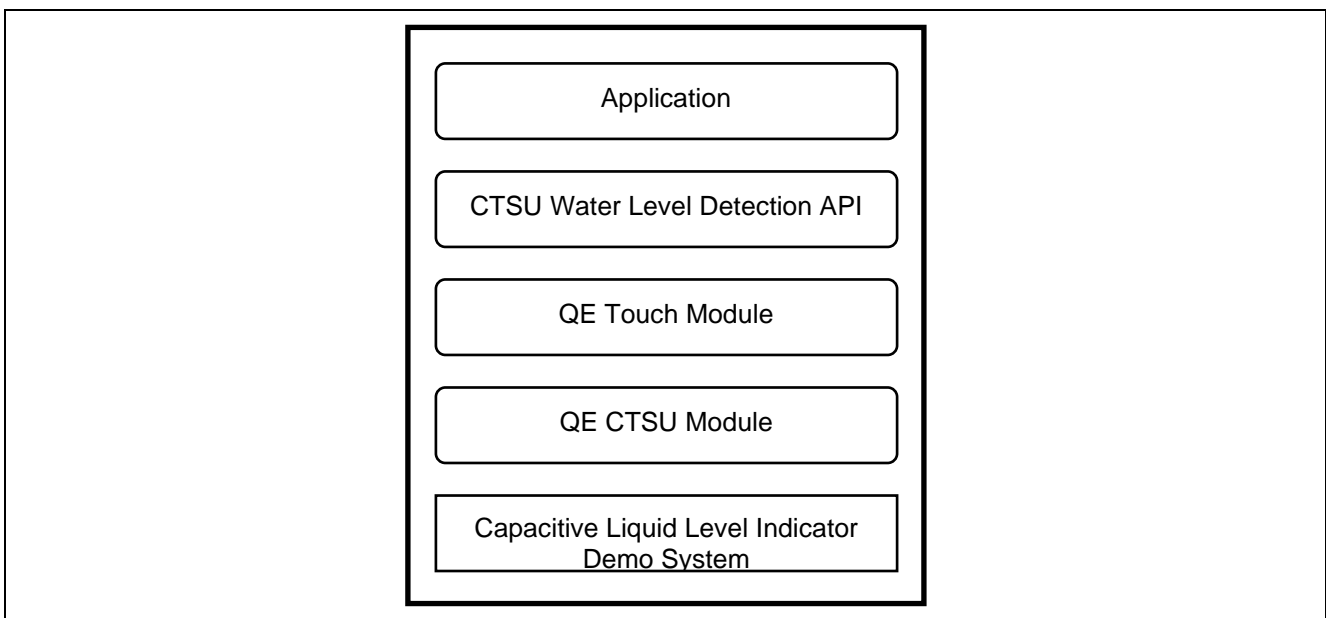 Application
CTSU Water Level Detection API
QE Touch Module
QE CTSU Module
Capacitive Liquid Level Indicator
Demo System